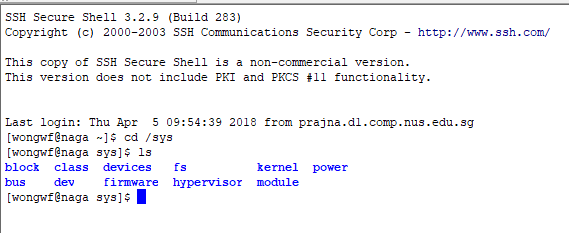 SSH Secure Shell 3.2.9 (Build 283)
Copyright (c) 2000-2003 SSH Communications Security Corp - http://www.ssh.com/
This copy of SSH Secure Shell is a non-commercial version.
This version does not include PKI and PKCS #11 functionality.
Last login: Thu Apr  5 09:54:39 2018 from prajna.d1.comp.nus.edu.sg
[wongwf@naga ~]$ cd /sys
[wongwf@naga sys]$ ls
block  class  devices   fs          kernel  power
bus    dev    firmware  hypervisor  module
[wongwf@naga sys]$